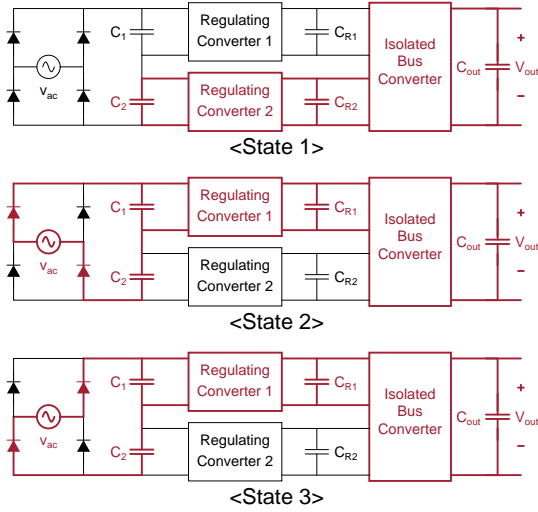 C1
Regulating
Converter 1
CR1
Isolated
Bus
Converter
Cout
+
Vout
−
vac
C2
Regulating
Converter 2
CR2
<State 1>
C1
Regulating
Converter 1
CR1
Isolated
Bus
Converter
Cout
+
Vout
−
vac
C2
Regulating
Converter 2
CR2
<State 2>
C1
Regulating
Converter 1
CR1
Isolated
Bus
Converter
Cout
+
Vout
−
vac
C2
Regulating
Converter 2
CR2
<State 3>